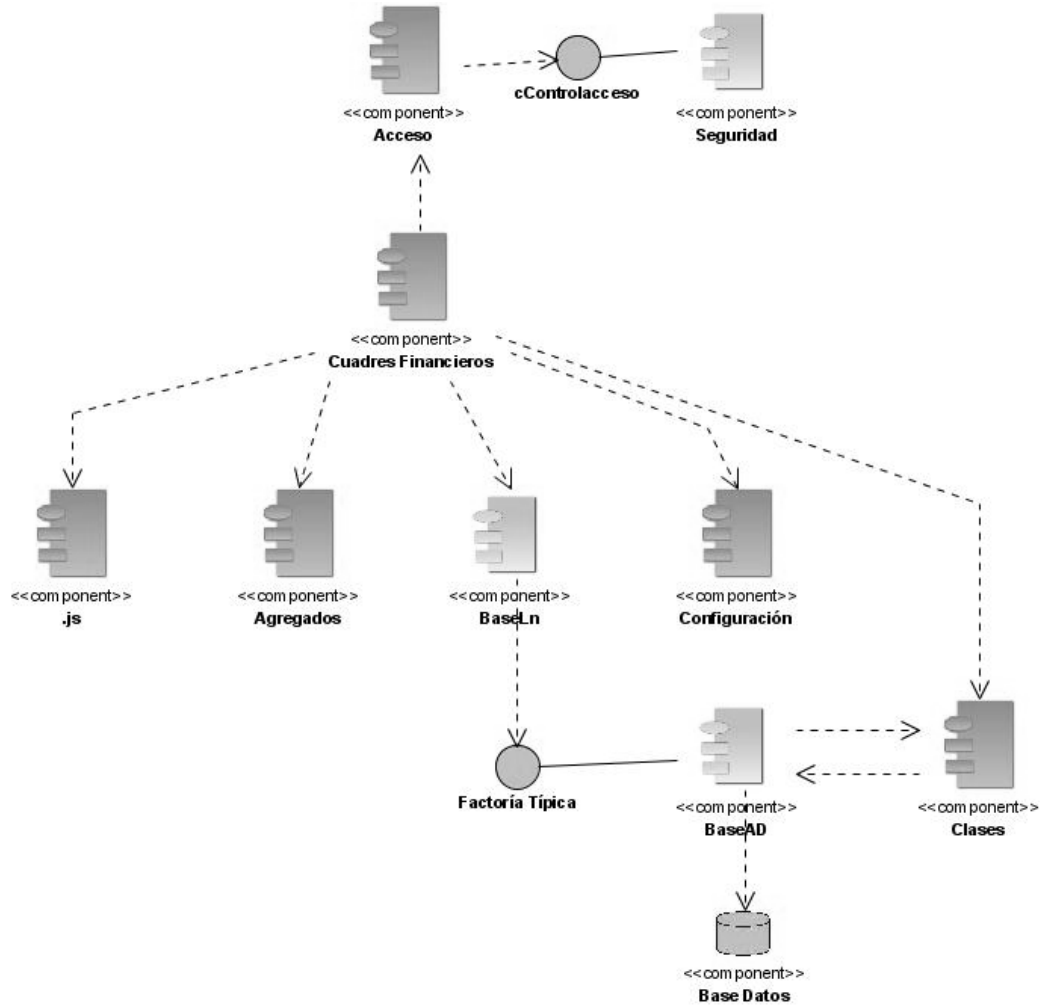 cControlacceso
<<component>>
Acceso
<<component>>
Seguridad
<<component>>
Cuadres Financieros
<<component>>
.js
<<component>>
Agregados
<<component>>
BaseLn
<<component>>
Configuración
Factoría Típica
<<component>>
BaseAD
<<component>>
Clases
<<component>>
Base Datos